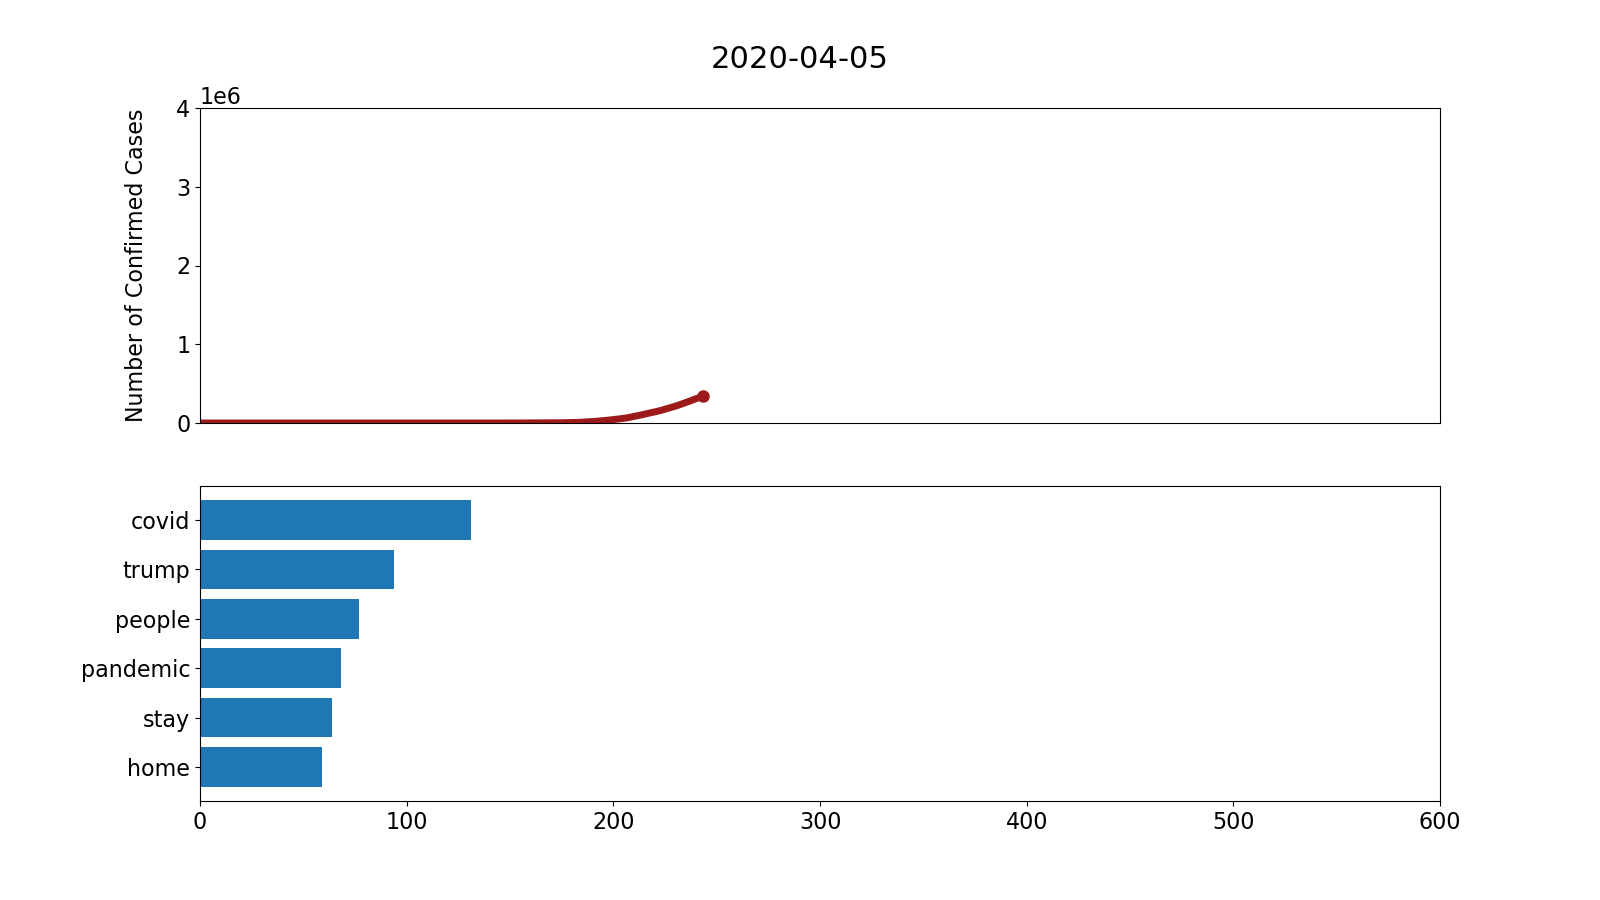 2020-04-05
1e6
4
3
2
1
0
Number of Confirmed Cases
covid
trump
people
pandemic
stay
home
0 100 200 300 400 500 600